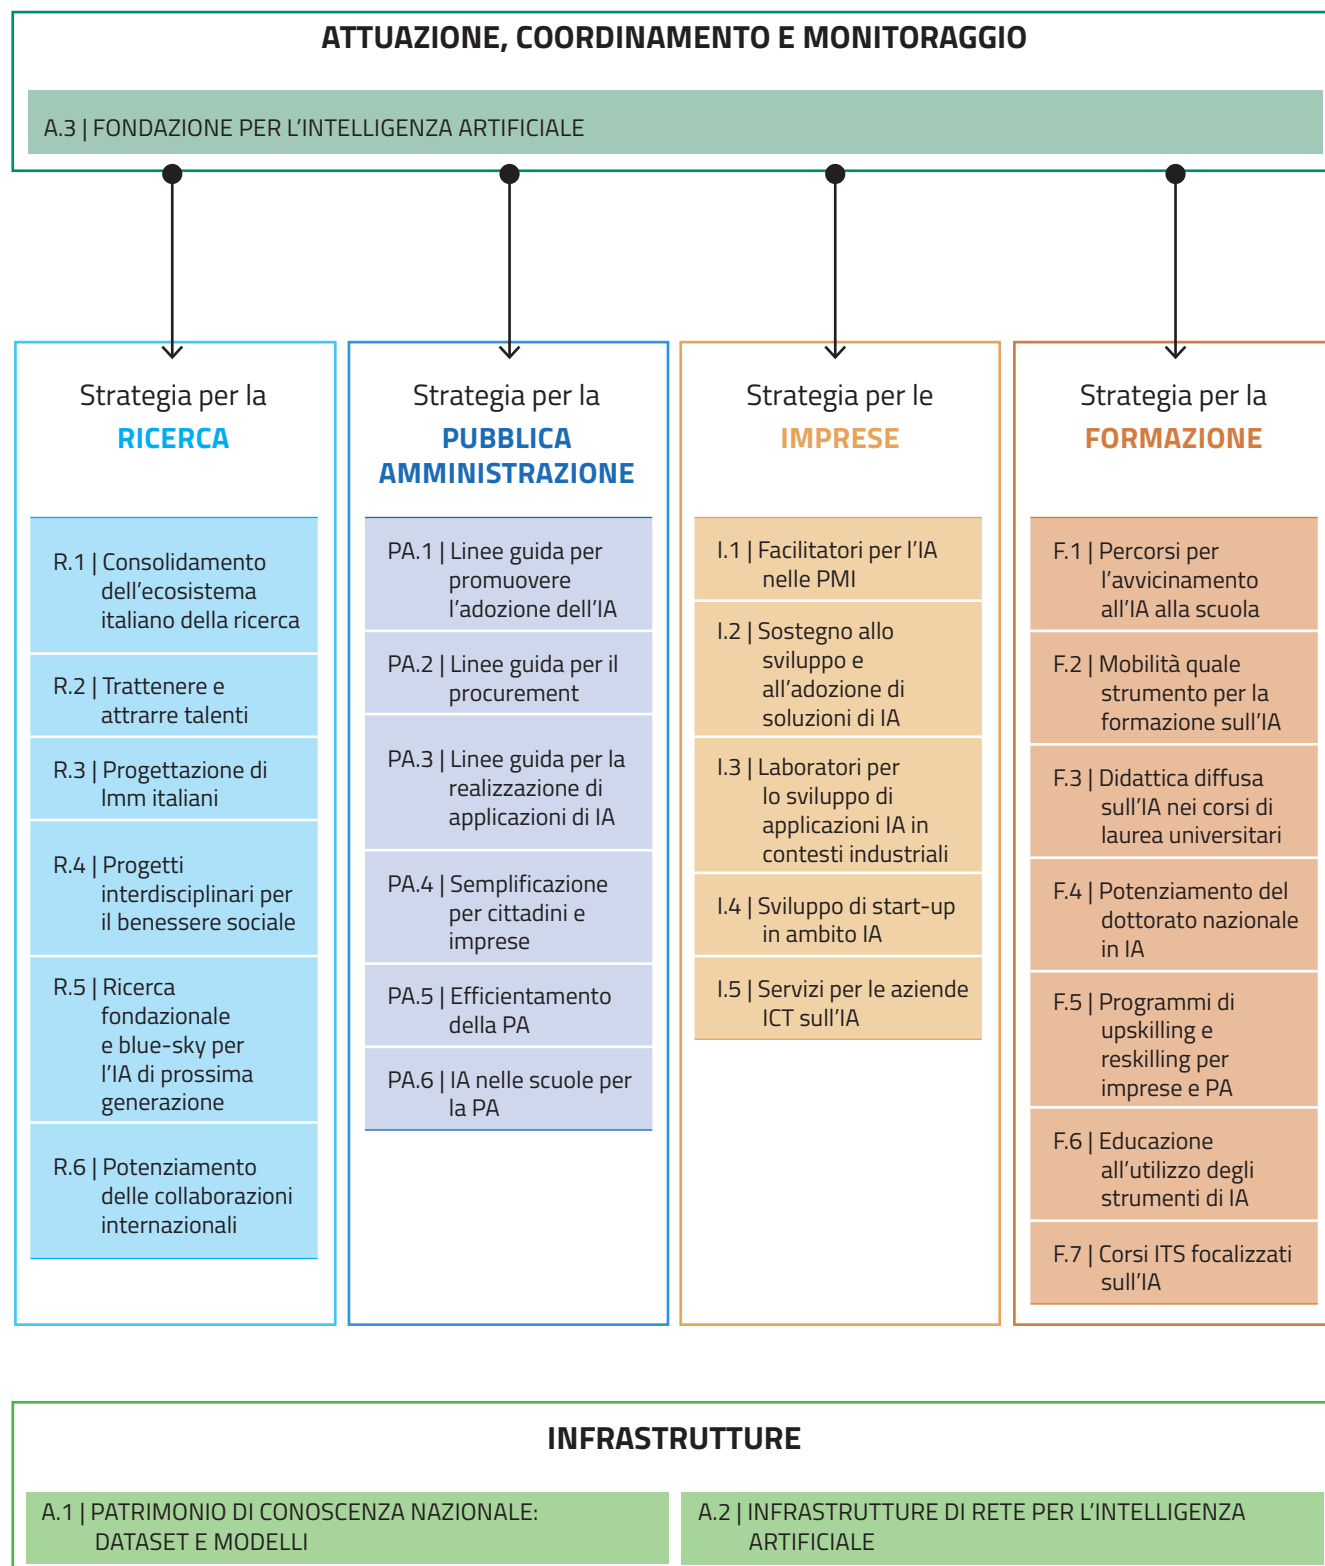 ATTUAZIONE, COORDINAMENTO E MONITORAGGIO
A.3 | FONDAZIONE PER L'INTELLIGENZA ARTIFICIALE
Strategia per la
RICERCA
R.1 | Consolidamento
dell'ecosistema
italiano della ricerca
R.2 | Trattenere e
attrarre talenti
R.3 | Progettazione di
lmm italiani
R.4 | Progetti
interdisciplinari per
il benessere sociale
R.5 | Ricerca
fondazionale
e blue-sky per
l'IA di prossima
generazione
R.6 | Potenziamento
delle collaborazioni
internazionali
Strategia per la
PUBBLICA
AMMINISTRAZIONE
PA.1 | Linee guida per
promuovere
l'adozione dell'IA
PA.2 | Linee guida per il
procurement
PA.3 | Linee guida per la
realizzazione di
applicazioni di IA
PA.4 | Semplificazione
per cittadini e
imprese
PA.5 | Efficientamento
della PA
PA.6 | IA nelle scuole per
la PA
Strategia per le
IMPRESE
I.1 | Facilitatori per l'IA
nelle PMI
I.2 | Sostegno allo
sviluppo e
all'adozione di
soluzioni di IA
I.3 | Laboratori per
lo sviluppo di
applicazioni IA in
contesti industriali
I.4 | Sviluppo di start-up
in ambito IA
I.5 | Servizi per le aziende
ICT sull'IA
Strategia per la
FORMAZIONE
F.1 | Percorsi per
l'avvicinamento
all'IA alla scuola
F.2 | Mobilità quale
strumento per la
formazione sull'IA
F.3 | Didattica diffusa
sull'IA nei corsi di
laurea universitari
F.4 | Potenziamento del
dottorato nazionale
in IA
F.5 | Programmi di
upskilling e
reskilling per
imprese e PA
F.6 | Educazione
all'utilizzo degli
strumenti di IA
F.7 | Corsi ITS focalizzati
sull'IA
INFRASTRUTTURE
A.1 | PATRIMONIO DI CONOSCENZA NAZIONALE:
DATASET E MODELLI
A.2 | INFRASTRUTTURE DI RETE PER L'INTELLIGENZA
ARTIFICIALE